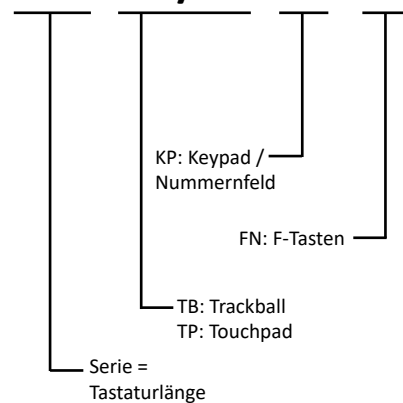 KP: Keypad /
Nummernfeld
FN: F-Tasten
TB: Trackball
TP: Touchpad
Serie =
Tastaturlänge